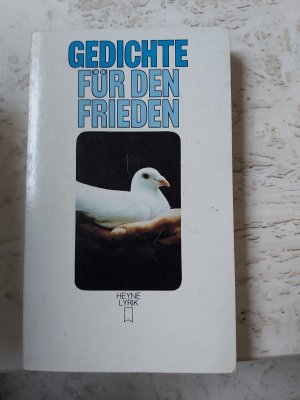 GEDICHTE
FÜR DEN
FRIEDEN
HEYNE
LYRIK